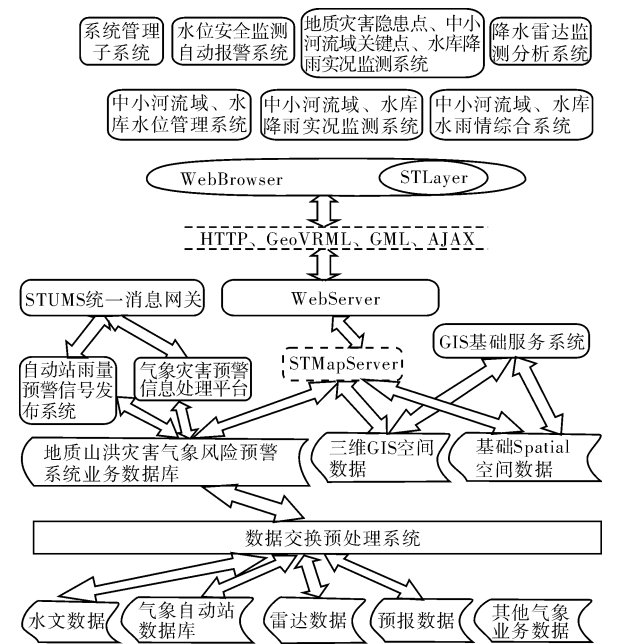 系统管理
子系统
水位安全监测
自动报警系统
地质灾害隐患点、中小
河流域关键点、水库降
雨实况监测系统
降水雷达监
测分析系统
中小河流域、水
库水位管理系统
中小河流域、水库
降雨实况监测系统
中小河流域、水库
水雨情综合系统
WebBrowser
STLayer
HTTP、GeoVRML、GML、AJAX
STUMS统一消息网关
WebServer
自动站雨量
预警信号发
布系统
气象灾害预警
信息处理平台
STMapServer
GIS基础服务系统
地质山洪灾害气象风险预警
系统业务数据库
三维GIS空间
数据
基础Spatial
空间数据
数据交换预处理系统
水文数据
气象自动站
数据库
雷达数据
预报数据
其他气象
业务数据